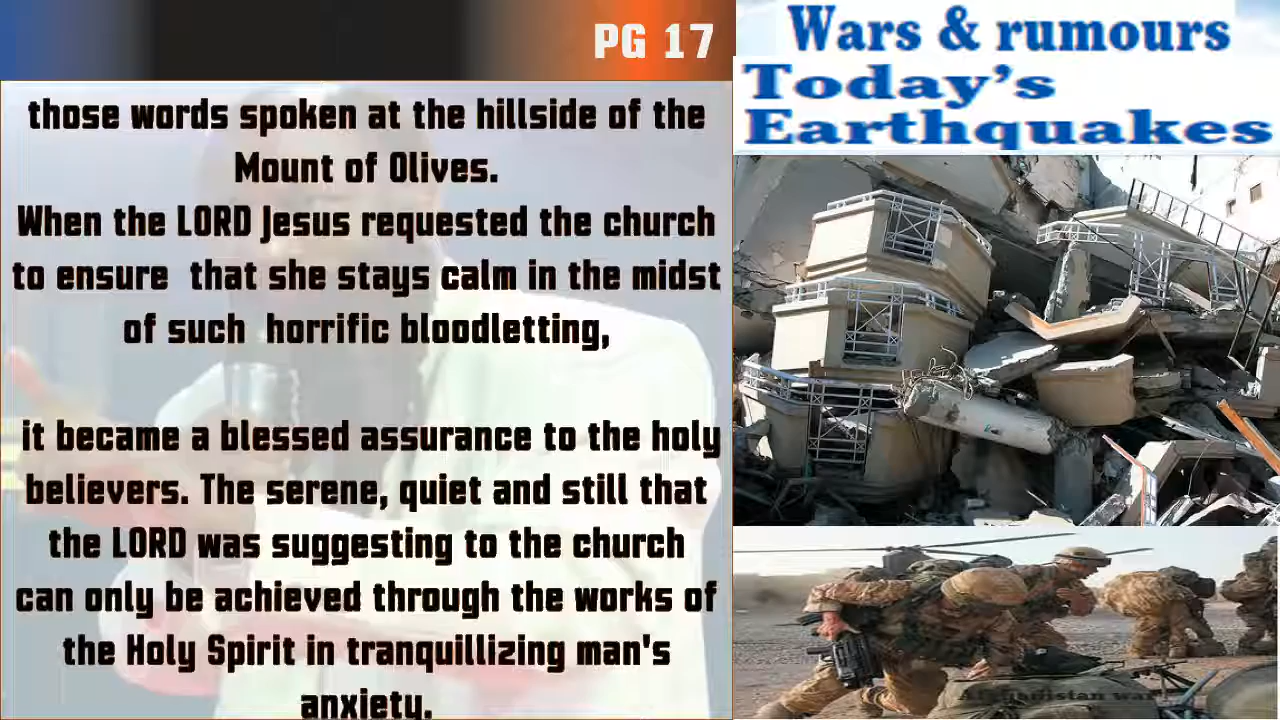 PG 17
those words spoken at the hillside of the
Mount of Olives.
When the LORD Jesus requested the church
to ensure that she stays calm in the midst
of such horrific bloodletting,
it became a blessed assurance to the holy
believers. The serene, quiet and still that
the LORD was suggesting to the church
can only be achieved through the works of
the Holy Spirit in tranquillizing man's
anxiety.
Wars & rumours
Today's
Earthquakes
Afghanistan war